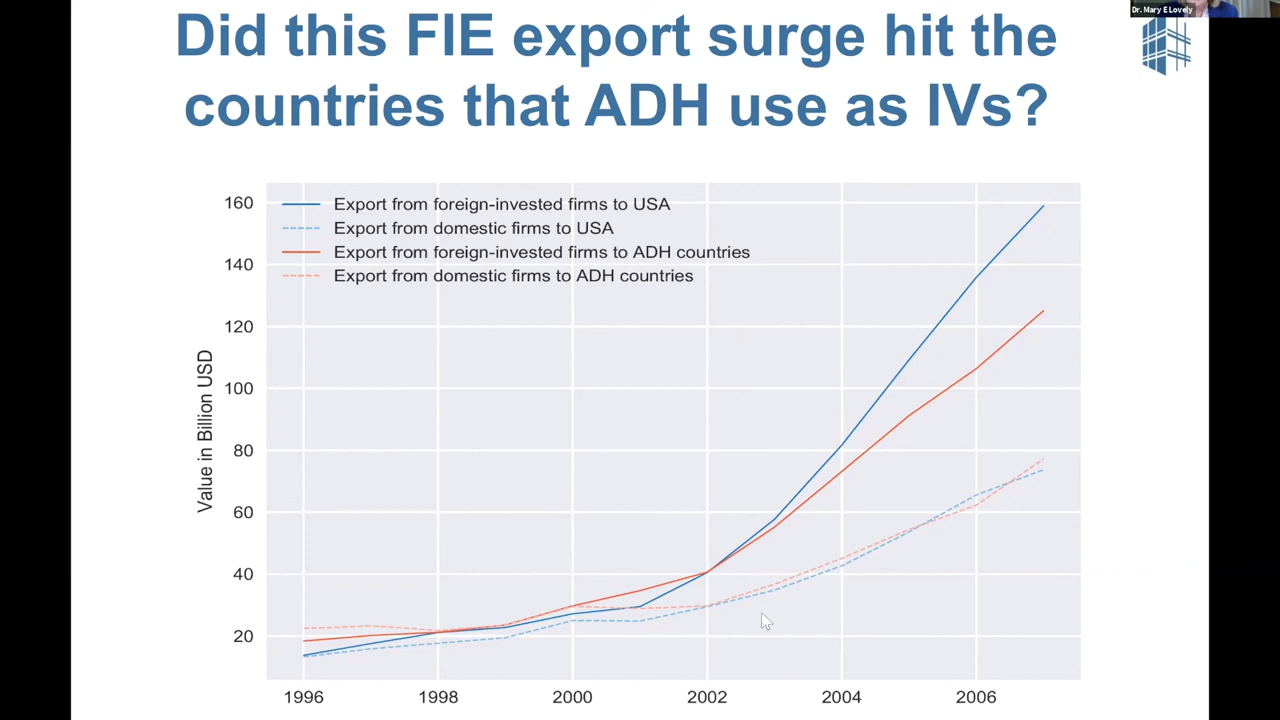 Dr. Mary E Lovely
Did this FIE export surge hit the
countries that ADH use as IVs?
160
140
120
100
80
60
40
20
Value in Billion USD
Export from foreign-invested firms to USA
Export from domestic firms to USA
Export from foreign-invested firms to ADH countries
Export from domestic firms to ADH countries
1996 1998 2000 2002 2004 2006